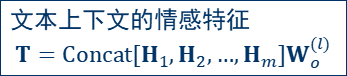 文本上下文的情感特征
T = Concat[H₁, H₂, ..., Hₘ]Wₒ⁽ˡ⁾